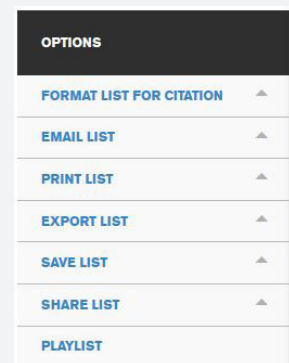 OPTIONS
FORMAT LIST FOR CITATION
EMAIL LIST
PRINT LIST
EXPORT LIST
SAVE LIST
SHARE LIST
PLAYLIST